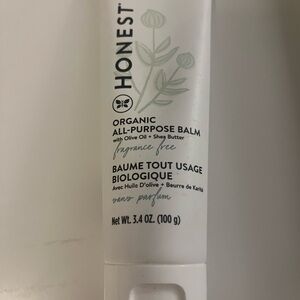 HONEST
ORGANIC
ALL-PURPOSE BALM
with Olive Oil + Shea Butter
fragrance free
BAUME TOUT USAGE
BIOLOGIQUE
Avec Huile D'olive + Beurre de Karité
sans parfum
Net Wt. 3.4 OZ. (100 g)